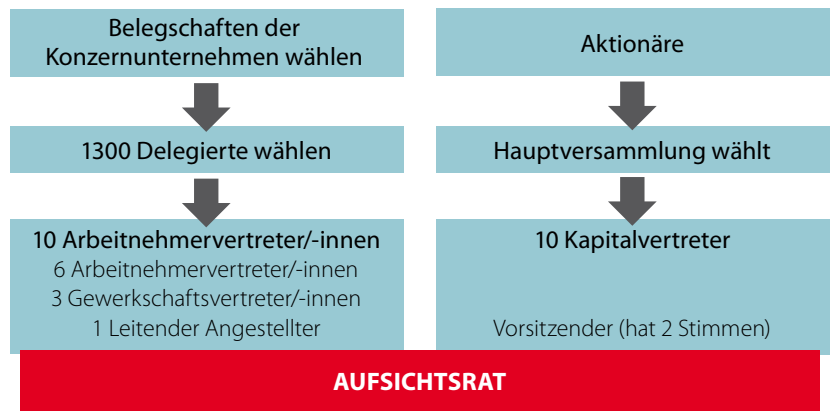 Belegschaften der
Konzernunternehmen wählen
1300 Delegierte wählen
10 Arbeitnehmervertreter/-innen
6 Arbeitnehmervertreter/-innen
3 Gewerkschaftsvertreter/-innen
1 Leitender Angestellter
Aktionäre
Hauptversammlung wählt
10 Kapitalvertreter
Vorsitzender (hat 2 Stimmen)
AUFSICHTSRAT